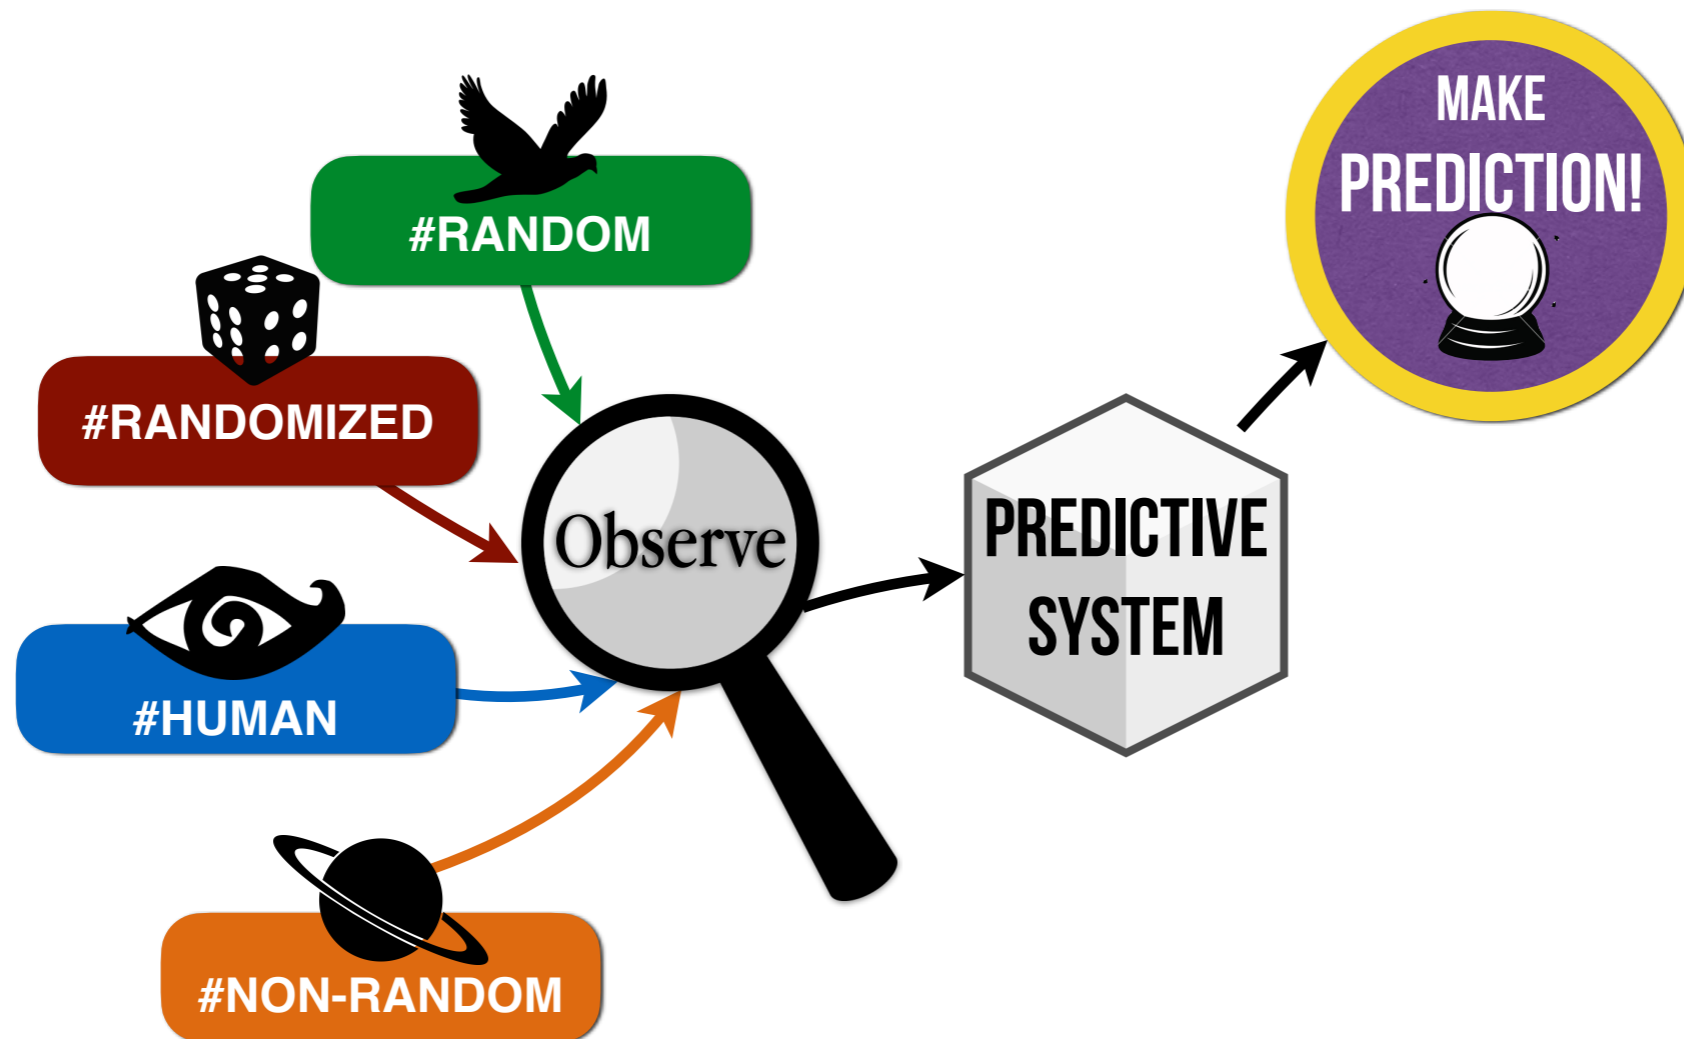 MAKE
PREDICTION!
#RANDOM
#RANDOMIZED
Observe
PREDICTIVE
SYSTEM
#HUMAN
#NON-RANDOM